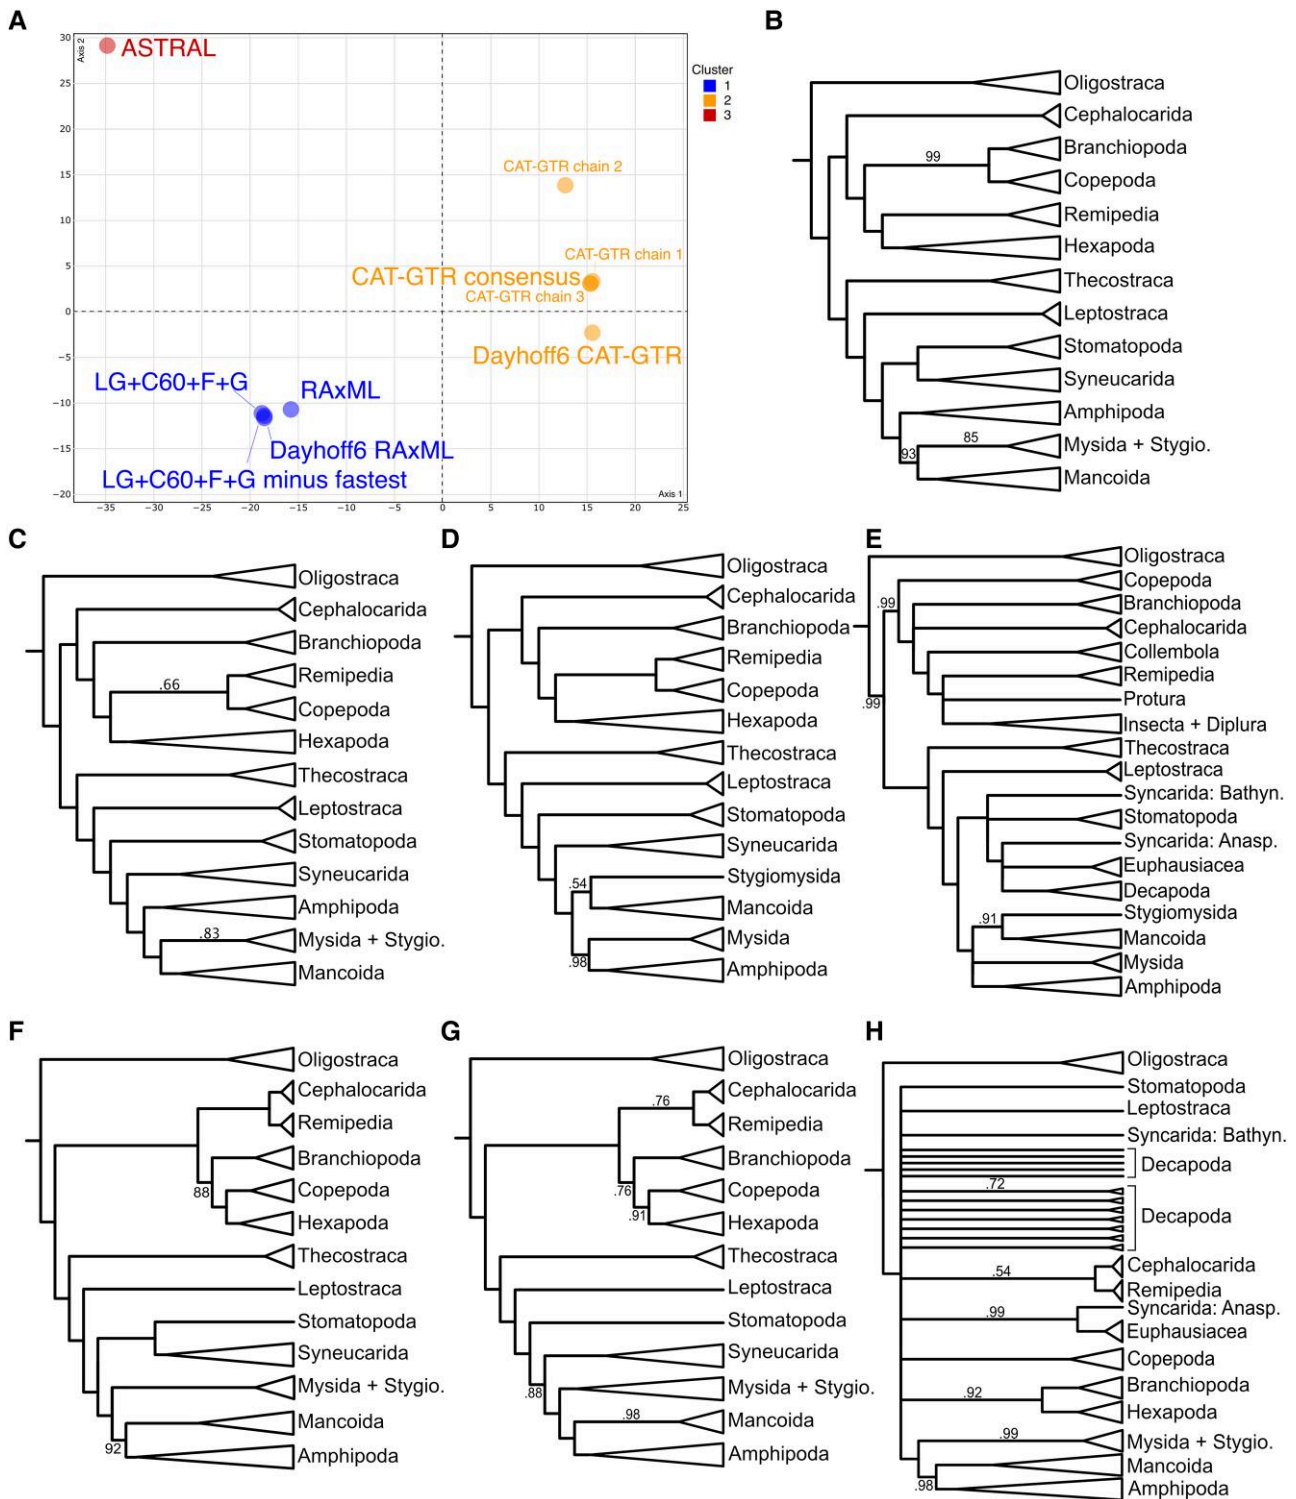 A
Axis 2
30
25
20
15
10
5
0
−5
−10
−15
−20
−35
−30
−25
−20
−15
−10
−5
0
5
10
15
20
25
Axis 1
ASTRAL
CAT-GTR chain 2
CAT-GTR chain 1
CAT-GTR consensus
CAT-GTR chain 3
Dayhoff6 CAT-GTR
LG+C60+F+G
RAxML
Dayhoff6 RAxML
LG+C60+F+G minus fastest
Cluster
1
2
3
B
Oligostraca
Cephalocarida
99
Branchiopoda
Copepoda
Remipedia
Hexapoda
Thecostraca
Leptostraca
Stomatopoda
Syneucarida
Amphipoda
85
Mysida + Stygio.
93
Mancoida
C
Oligostraca
Cephalocarida
Branchiopoda
.66
Remipedia
Copepoda
Hexapoda
Thecostraca
Leptostraca
Stomatopoda
Syneucarida
Amphipoda
.83
Mysida + Stygio.
Mancoida
D
Oligostraca
Cephalocarida
Branchiopoda
Remipedia
Copepoda
Hexapoda
Thecostraca
Leptostraca
Stomatopoda
Syneucarida
.54
Stygiomysida
Mancoida
Mysida
.98
Amphipoda
E
Oligostraca
.99
Copepoda
Branchiopoda
Cephalocarida
Collembola
Remipedia
.99
Protura
Insecta + Diplura
Thecostraca
Leptostraca
Syncarida: Bathyn.
Stomatopoda
Syncarida: Anasp.
Euphausiacea
Decapoda
.91
Stygiomysida
Mancoida
Mysida
Amphipoda
F
Oligostraca
Cephalocarida
Remipedia
Branchiopoda
88
Copepoda
Hexapoda
Thecostraca
Leptostraca
Stomatopoda
Syneucarida
Mysida + Stygio.
Mancoida
92
Amphipoda
G
Oligostraca
.76
Cephalocarida
Remipedia
Branchiopoda
.76
Copepoda
.91
Hexapoda
Thecostraca
Leptostraca
Stomatopoda
Syneucarida
.88
Mysida + Stygio.
.98
Mancoida
Amphipoda
H
Oligostraca
Stomatopoda
Leptostraca
Syncarida: Bathyn.
Decapoda
.72
Decapoda
.54
Cephalocarida
Remipedia
.99
Syncarida: Anasp.
Euphausiacea
Copepoda
.92
Branchiopoda
Hexapoda
.99
Mysida + Stygio.
Mancoida
.98
Amphipoda